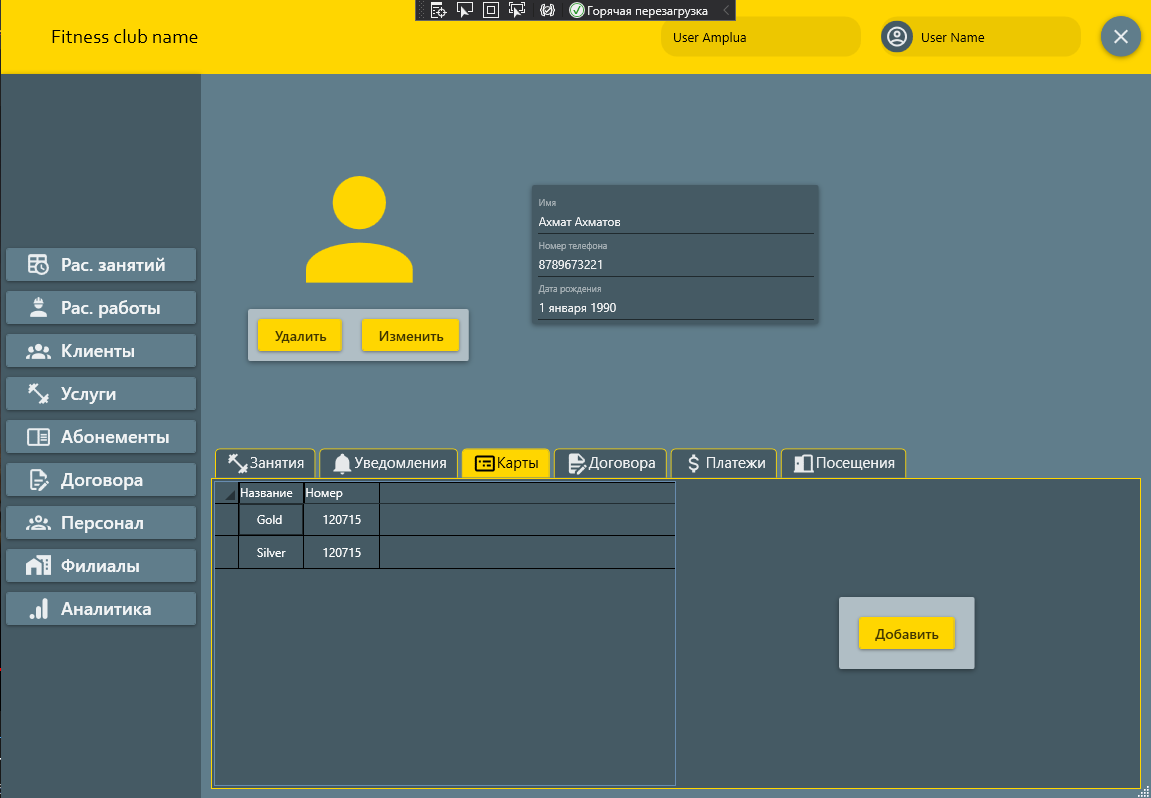 Горячая перезагрузка
Fitness club name
User Amplua
User Name
Рас. занятий
Рас. работы
Клиенты
Услуги
Абонементы
Договора
Персонал
Филиалы
Аналитика
Имя
Ахмат Ахматов
Номер телефона
8789673221
Дата рождения
1 января 1990
Удалить Изменить
Занятия Уведомления Карты Договора Платежи Посещения
Название Номер
Gold 120715
Silver 120715
Добавить